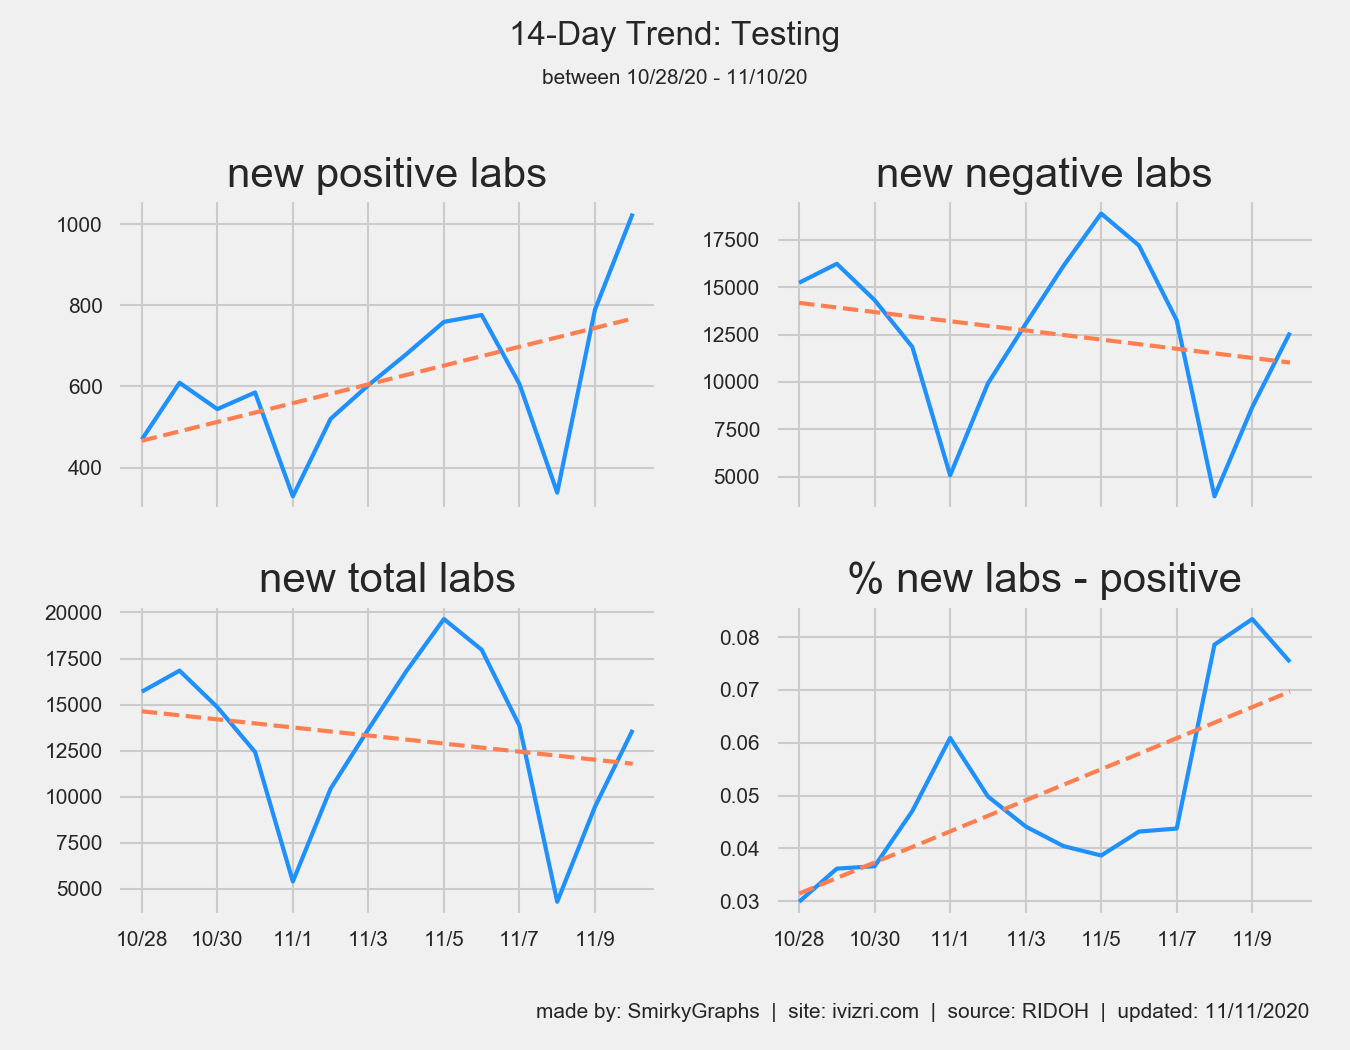 14-Day Trend: Testing
between 10/28/20 - 11/10/20
new positive labs
1000
800
600
400
new negative labs
17500
15000
12500
10000
7500
5000
new total labs
20000
17500
15000
12500
10000
7500
5000
10/28 10/30 11/1 11/3 11/5 11/7 11/9
% new labs - positive
0.08
0.07
0.06
0.05
0.04
0.03
10/28 10/30 11/1 11/3 11/5 11/7 11/9
made by: SmirkyGraphs | site: ivizri.com | source: RIDOH | updated: 11/11/2020